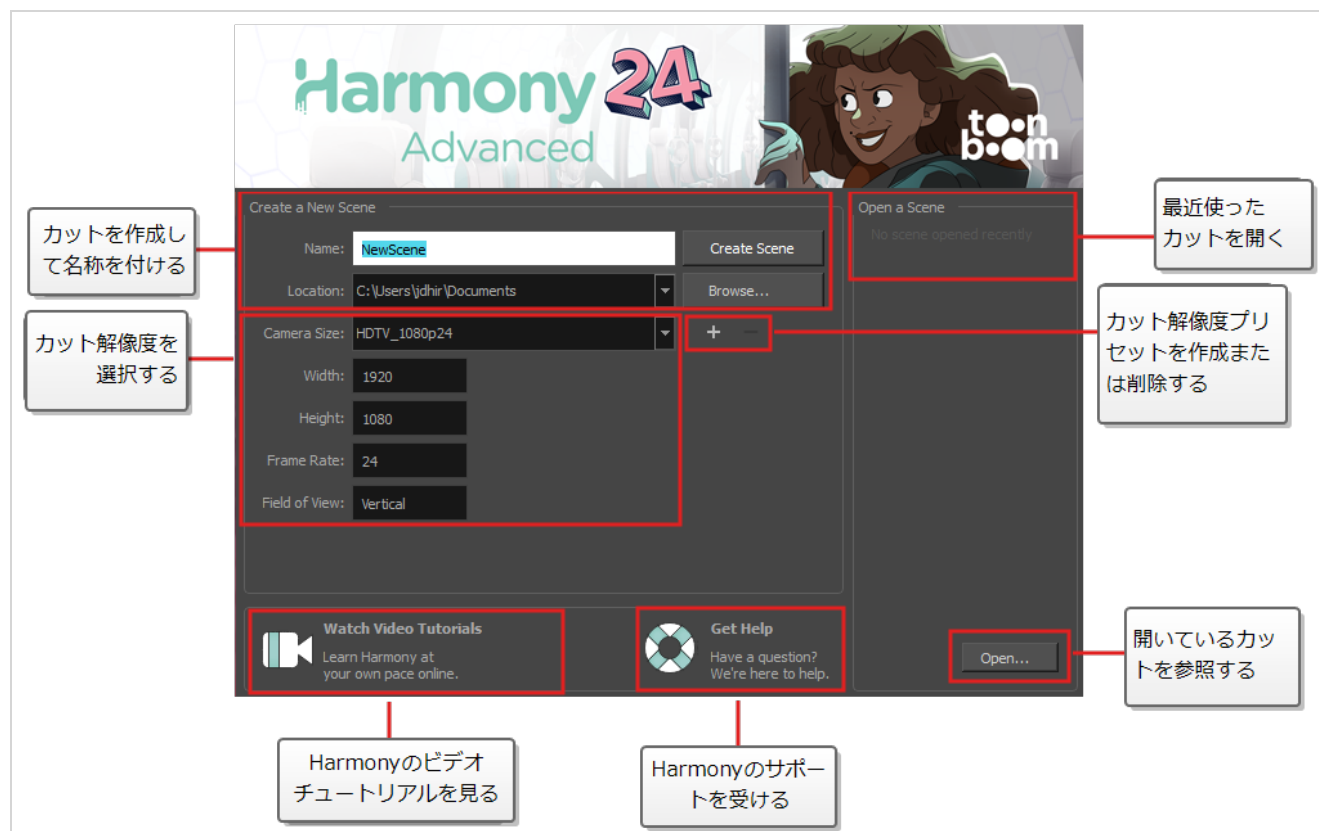 Harmony 24
Advanced
toon
boom
カットを作成し
て名称を付ける
Create a New Scene
Name:
NewScene
Create Scene
Location:
C:\Users\jdhir\Documents
Browse...
Open a Scene
No scene opened recently
最近使った
カットを開く
カット解像度を
選択する
Camera Size:
HDTV_1080p24
+ −
Width:
1920
Height:
1080
Frame Rate:
24
Field of View:
Vertical
カット解像度プリ
セットを作成また
は削除する
Watch Video Tutorials
Learn Harmony at
your own pace online.
Get Help
Have a question?
We're here to help.
Open...
開いているカッ
トを参照する
Harmonyのビデオ
チュートリアルを見る
Harmonyのサポー
トを受ける